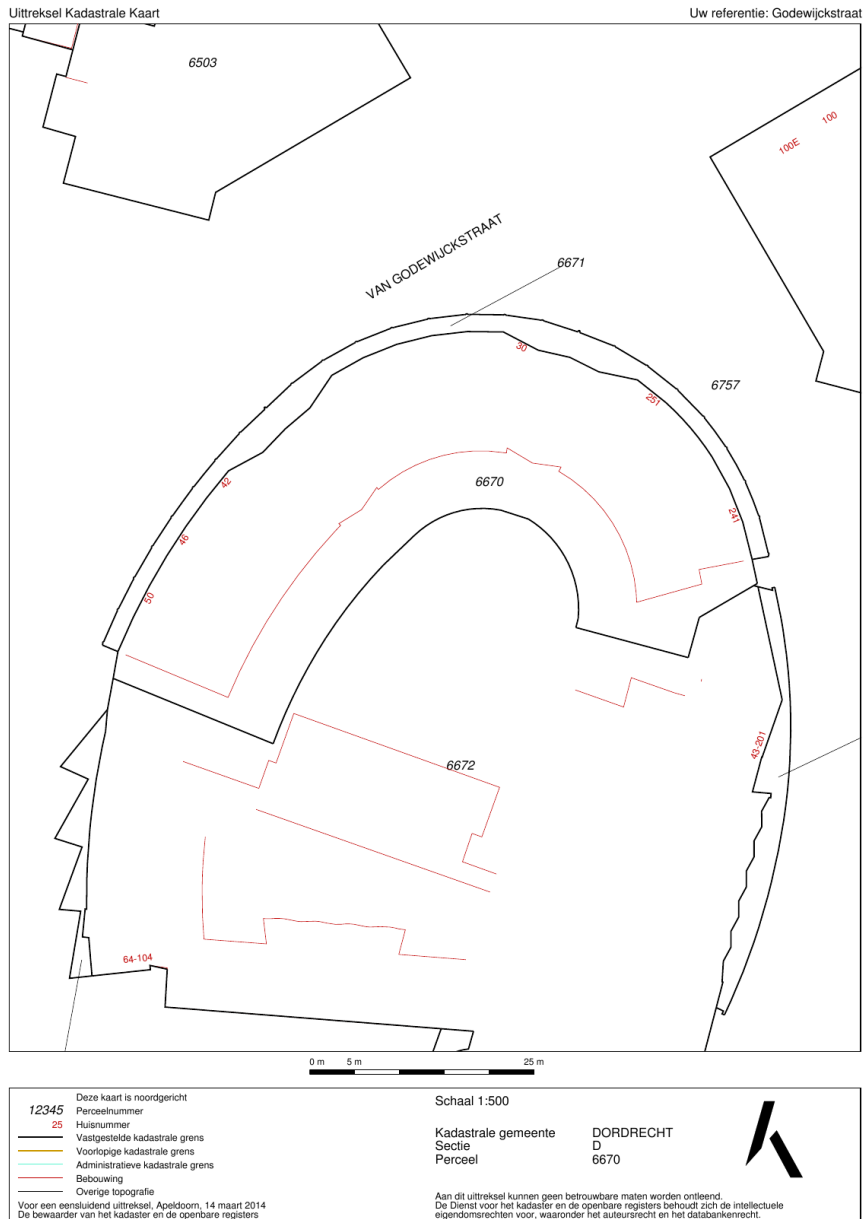 Uittreksel Kadastrale Kaart
Uw referentie: Godewijckstraat
6503
100
100E
VAN GODEWIJCKSTRAAT
6671
30
6757
251
6670
42
241
46
50
43-201
6672
64-104
0 m 5 m 25 m
Deze kaart is noordgericht
12345 Perceelnummer
25 Huisnummer
Vastgestelde kadastrale grens
Voorlopige kadastrale grens
Administratieve kadastrale grens
Bebouwing
Overige topografie
Voor een eensluidend uittreksel, Apeldoorn, 14 maart 2014
De bewaarder van het kadaster en de openbare registers
Schaal 1:500
Kadastrale gemeente DORDRECHT
Sectie D
Perceel 6670
Aan dit uittreksel kunnen geen betrouwbare maten worden ontleend.
De Dienst voor het kadaster en de openbare registers behoudt zich de intellectuele
eigendomsrechten voor, waaronder het auteursrecht en het databankenrecht.